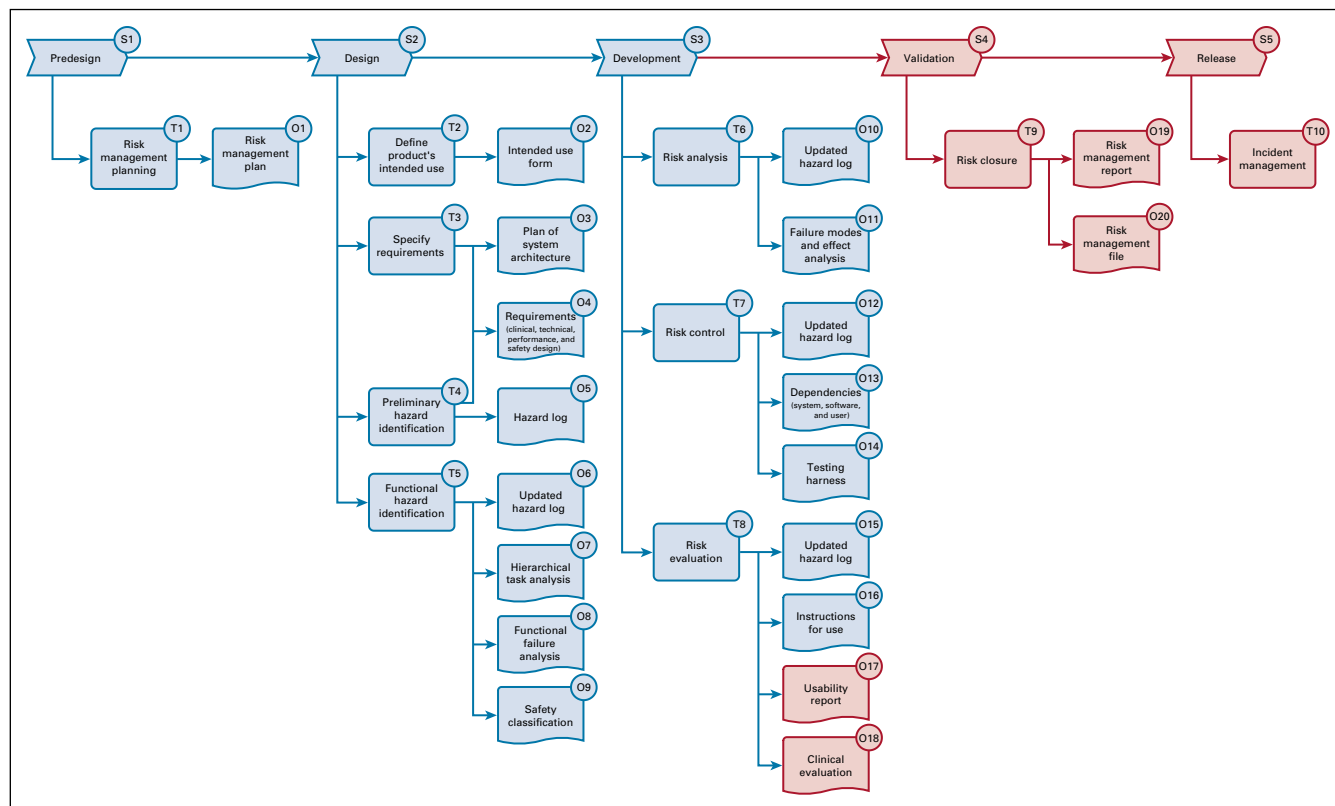 S1
Predesign
S2
Design
S3
Development
S4
Validation
S5
Release
T1
Risk
management
planning
O1
Risk
management
plan
T2
Define
product's
intended use
O2
Intended use
form
T3
Specify
requirements
O3
Plan of
system
architecture
O4
Requirements
(clinical, technical,
performance, and
safety design)
T4
Preliminary
hazard
identification
O5
Hazard log
T5
Functional
hazard
identification
O6
Updated
hazard log
O7
Hierarchical
task analysis
O8
Functional
failure
analysis
O9
Safety
classification
T6
Risk analysis
O10
Updated
hazard log
O11
Failure modes
and effect
analysis
T7
Risk control
O12
Updated
hazard log
O13
Dependencies
(system, software,
and user)
O14
Testing
harness
T8
Risk
evaluation
O15
Updated
hazard log
O16
Instructions
for use
O17
Usability
report
O18
Clinical
evaluation
T9
Risk closure
O19
Risk
management
report
O20
Risk
management
file
T10
Incident
management